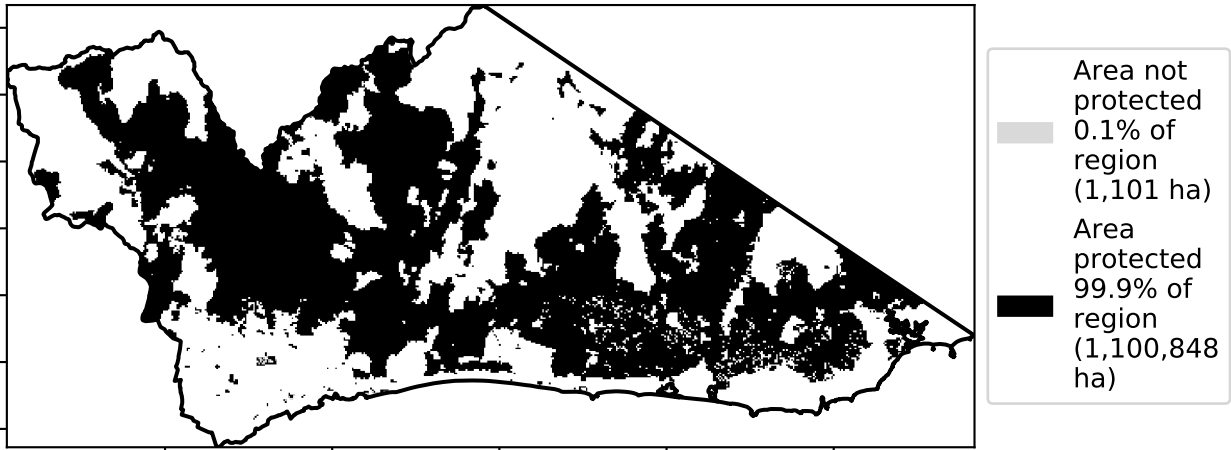 Area not
protected
0.1% of
region
(1,101 ha)
Area
protected
99.9% of
region
(1,100,848
ha)